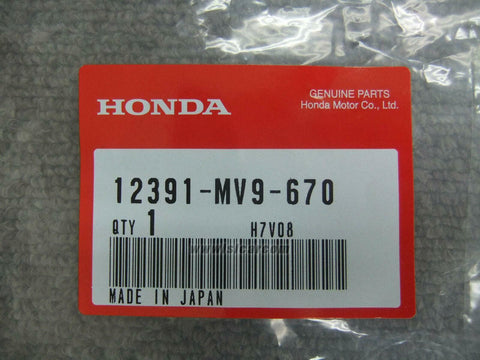 GENUINE PARTS
HONDA
Honda Motor Co., Ltd.
12391-MV9-670
QTY 1 H7V08
MADE IN JAPAN